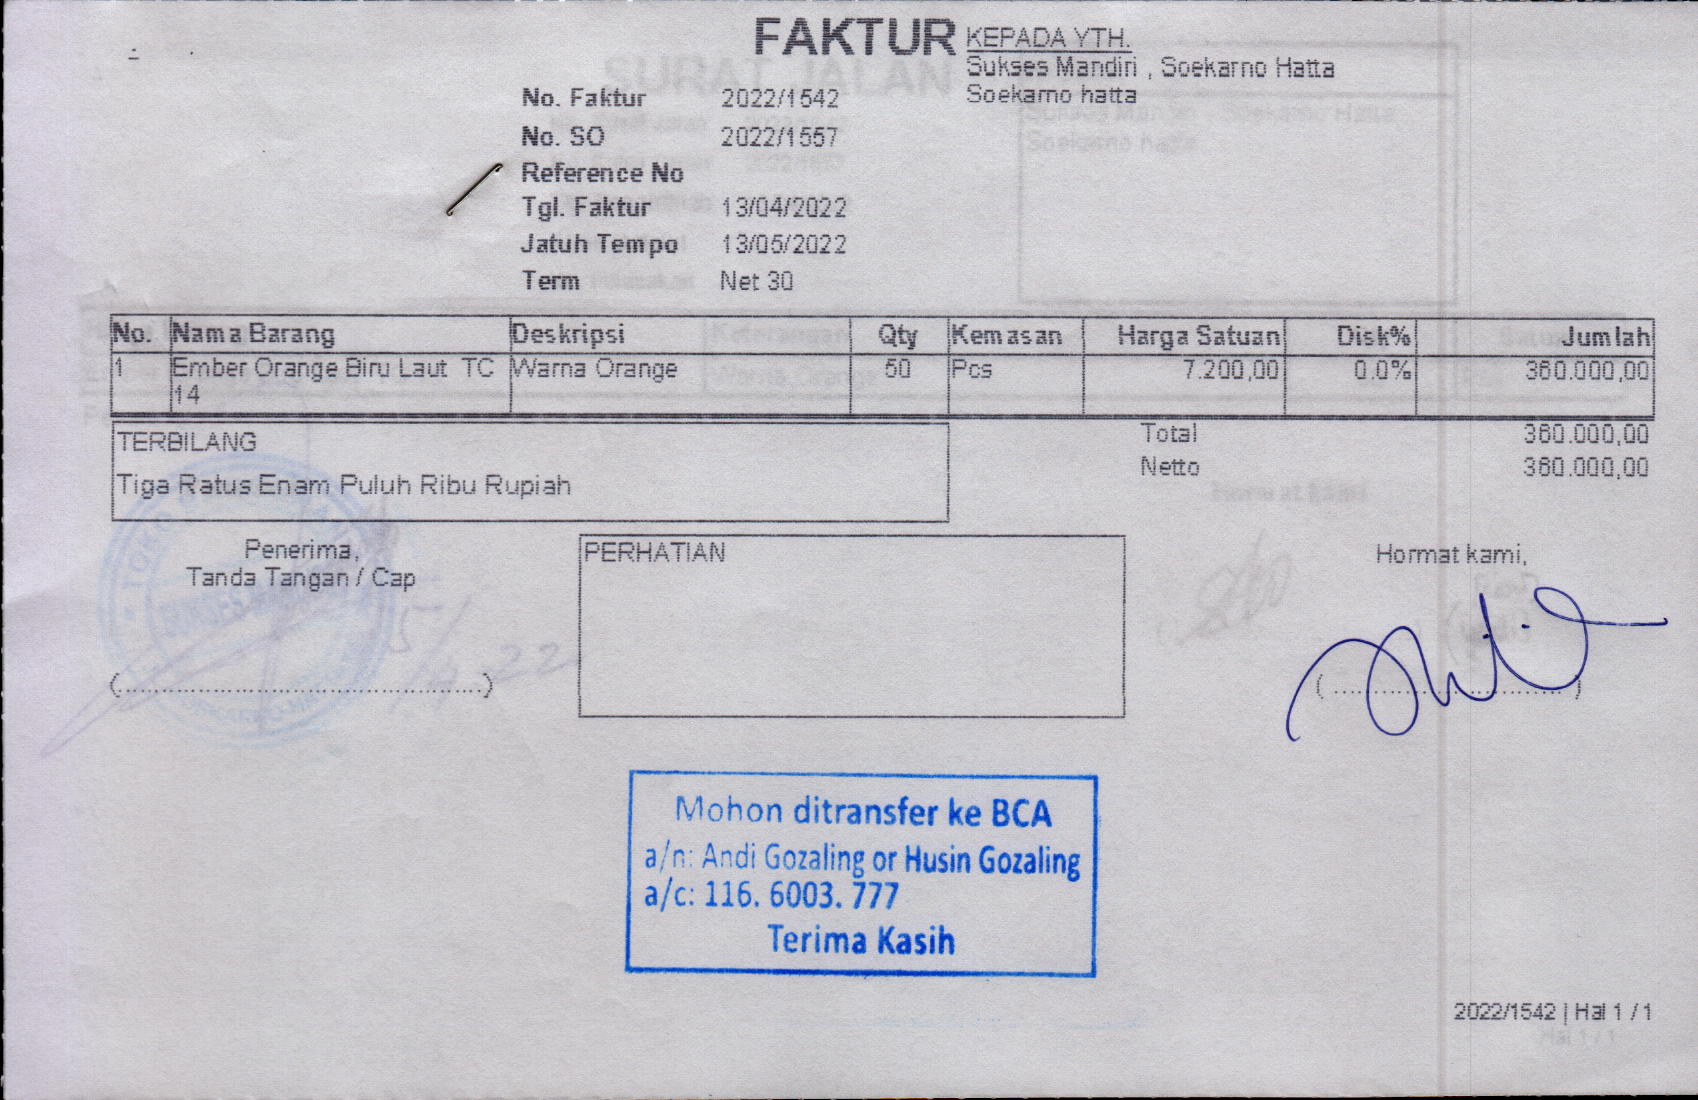 FAKTUR
KEPADA YTH.
Sukses Mandiri , Soekarno Hatta
Soekarno hatta
No. Faktur 2022/1542
No. SO 2022/1557
Reference No
Tgl. Faktur 13/04/2022
Jatuh Tempo 13/05/2022
Term Net 30
No. Nama Barang Deskripsi Qty Kemasan Harga Satuan Disk% Jumlah
1 Ember Orange Biru Laut TC Warna Orange 50 Pcs 7.200,00 0.0% 360.000,00
14
Total 360.000,00
Netto 360.000,00
TERBILANG
Tiga Ratus Enam Puluh Ribu Rupiah
Penerima,
Tanda Tangan / Cap
(................................................)
PERHATIAN
Hormat kami,
( .............................. )
Mohon ditransfer ke BCA
a/n: Andi Gozaling or Husin Gozaling
a/c: 116. 6003. 777
Terima Kasih
2022/1542 | Hal 1 / 1